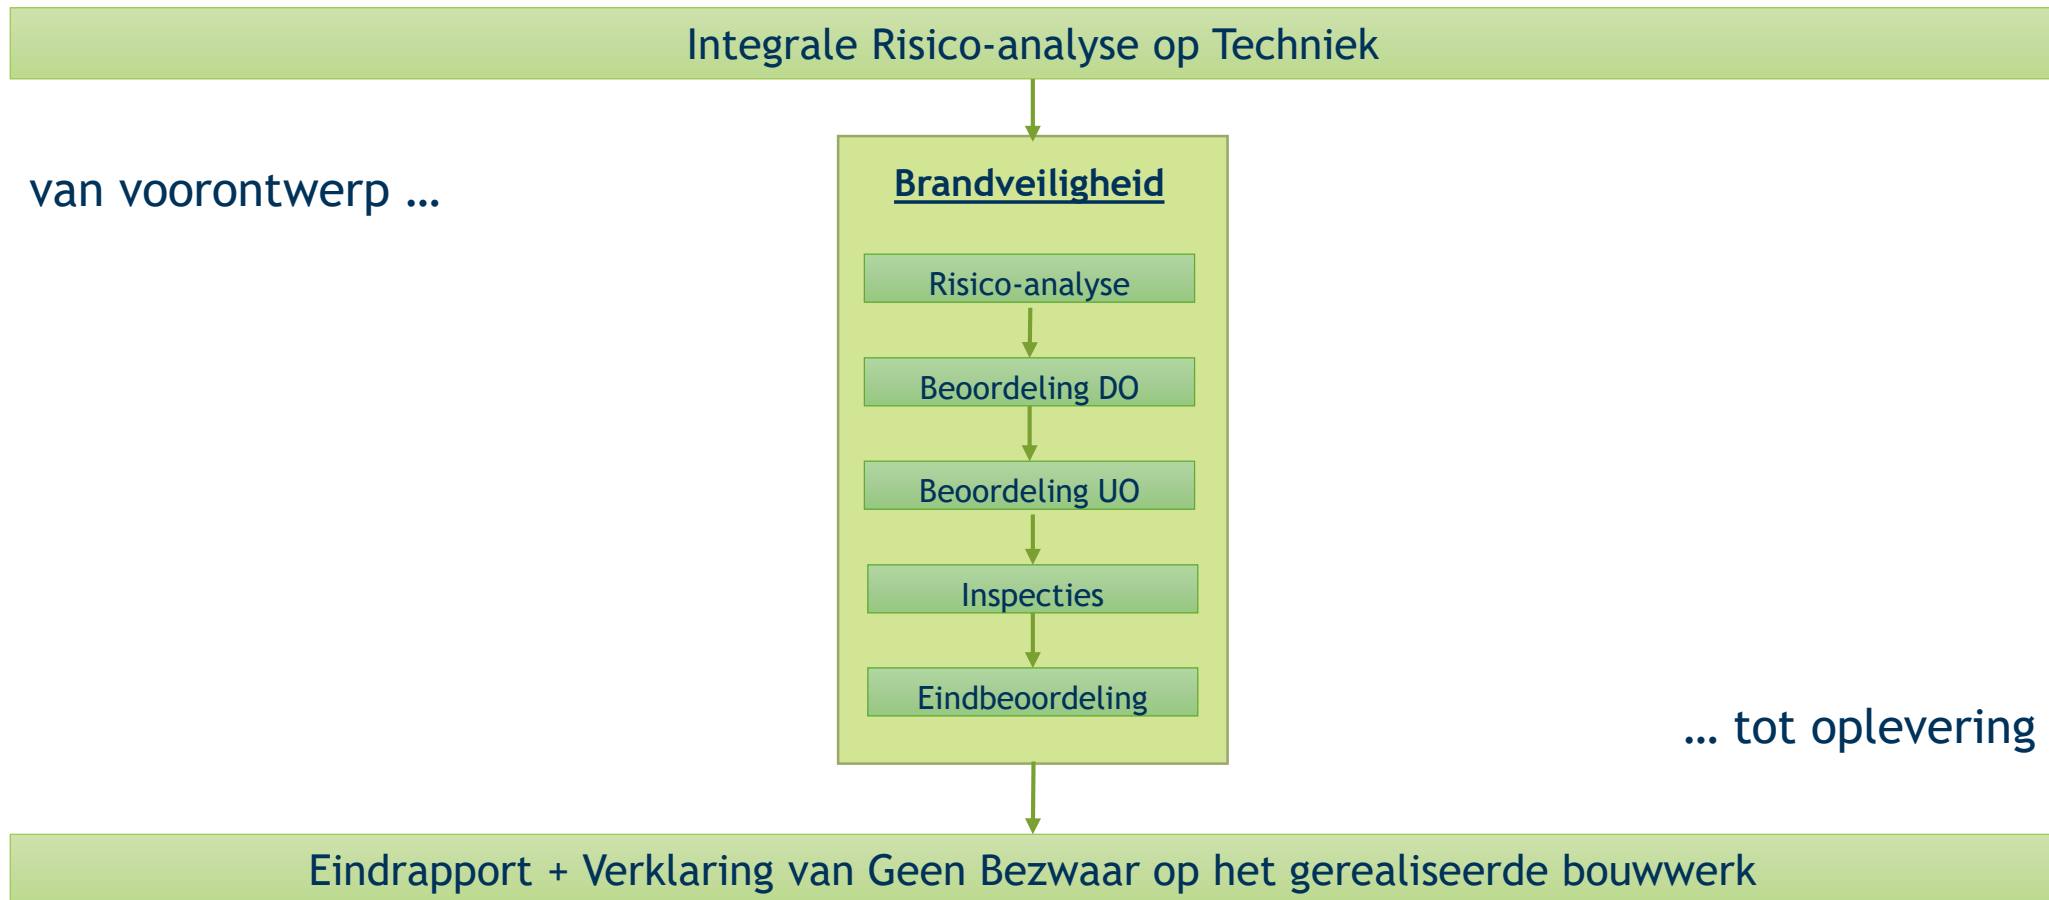 Integrale Risico-analyse op Techniek
van voorontwerp ...
Brandveiligheid
Risico-analyse
Beoordeling DO
Beoordeling UO
Inspecties
Eindbeoordeling
... tot oplevering
Eindrapport + Verklaring van Geen Bezwaar op het gerealiseerde bouwwerk